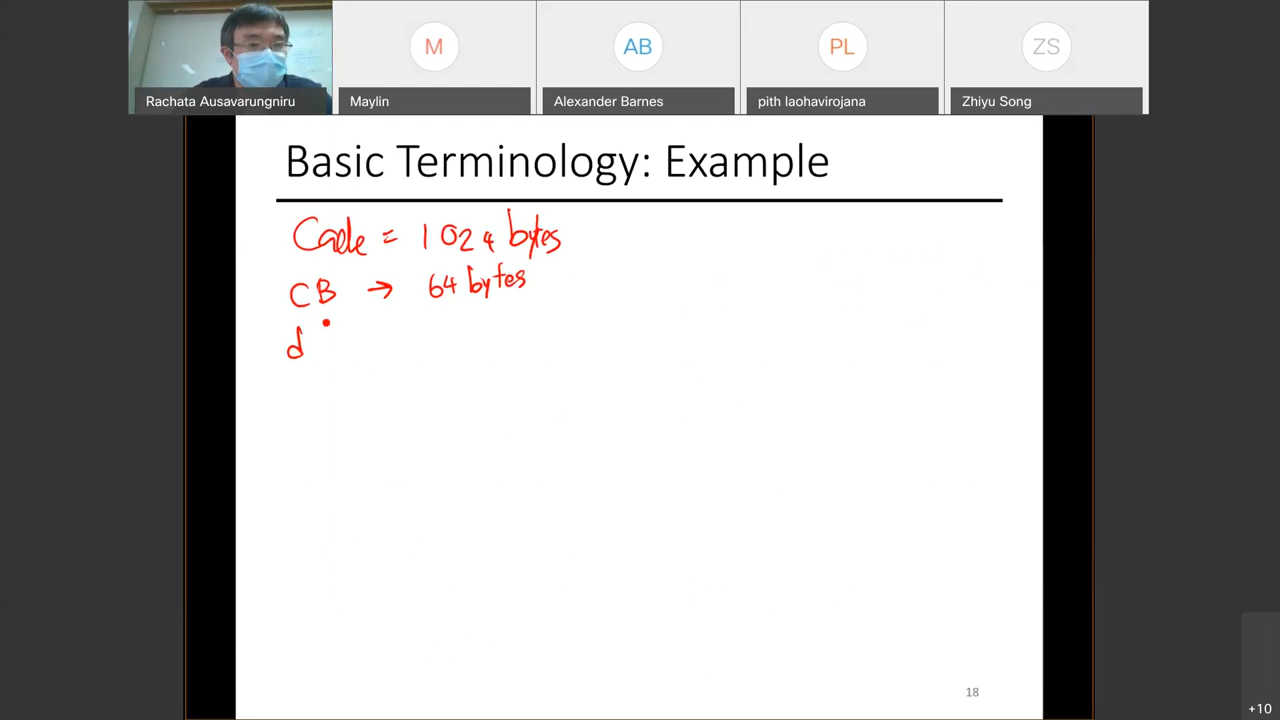 M
AB
PL
ZS
Rachata Ausavarungniru
Maylin
Alexander Barnes
pith laohavirojana
Zhiyu Song
Basic Terminology: Example
= 1024 bytes
CB → 64 bytes
d
18
+10